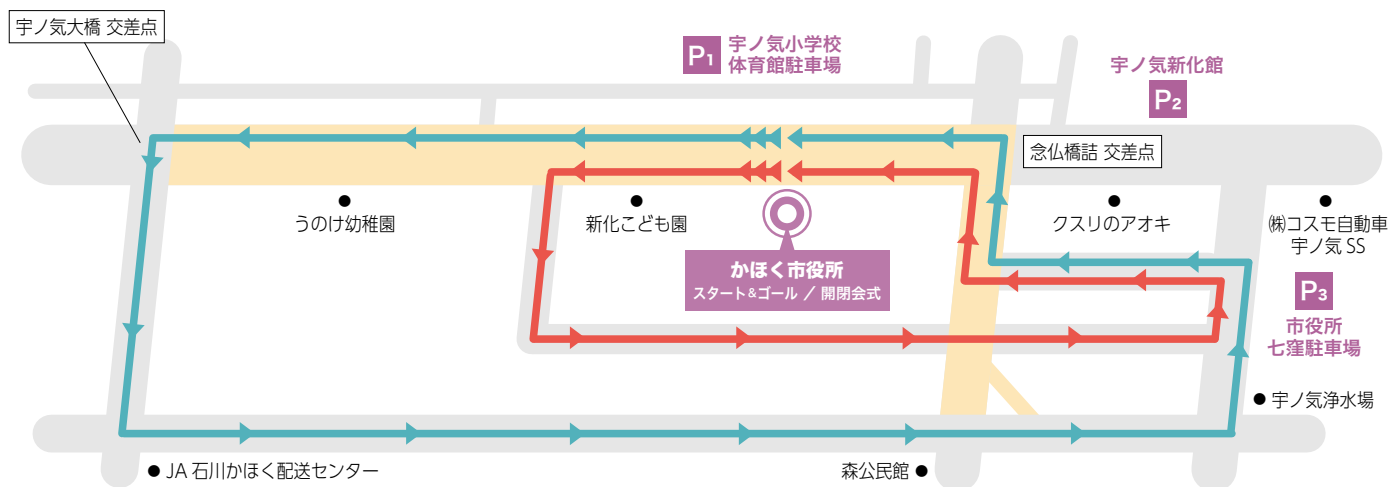 宇ノ気大橋 交差点
P1 宇ノ気小学校
体育館駐車場
宇ノ気新化館
P2
念仏橋詰 交差点
うのけ幼稚園
新化こども園
クスリのアオキ
㈱コスモ自動車
宇ノ気 SS
かほく市役所
スタート&ゴール / 開閉会式
P3
市役所
七窪駐車場
宇ノ気浄水場
JA 石川かほく配送センター
森公民館